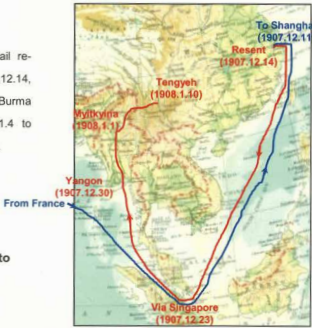 ail re-
12.14,
Burma
1.4 to
to
To Shangha
(1907.12.11
Resent
(1907.12.14)
Tengyeh
(1908.1.10)
Myitkyina
(1908.1.1)
Yangon
(1907.12.30)
From France
Via Singapore
(1907.12.23)